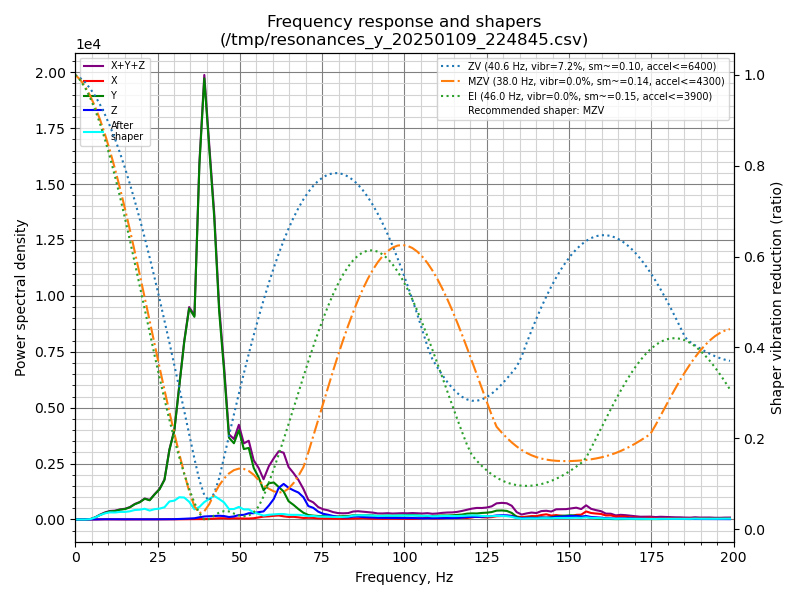 Frequency response and shapers
(/tmp/resonances_y_20250109_224845.csv)
1e4
X+Y+Z
X
Y
Z
After
shaper
ZV (40.6 Hz, vibr=7.2%, sm~=0.10, accel<=6400)
MZV (38.0 Hz, vibr=0.0%, sm~=0.14, accel<=4300)
EI (46.0 Hz, vibr=0.0%, sm~=0.15, accel<=3900)
Recommended shaper: MZV
Power spectral density
2.00
1.75
1.50
1.25
1.00
0.75
0.50
0.25
0.00
1.0
0.8
0.6
0.4
0.2
0.0
Shaper vibration reduction (ratio)
0 25 50 75 100 125 150 175 200
Frequency, Hz